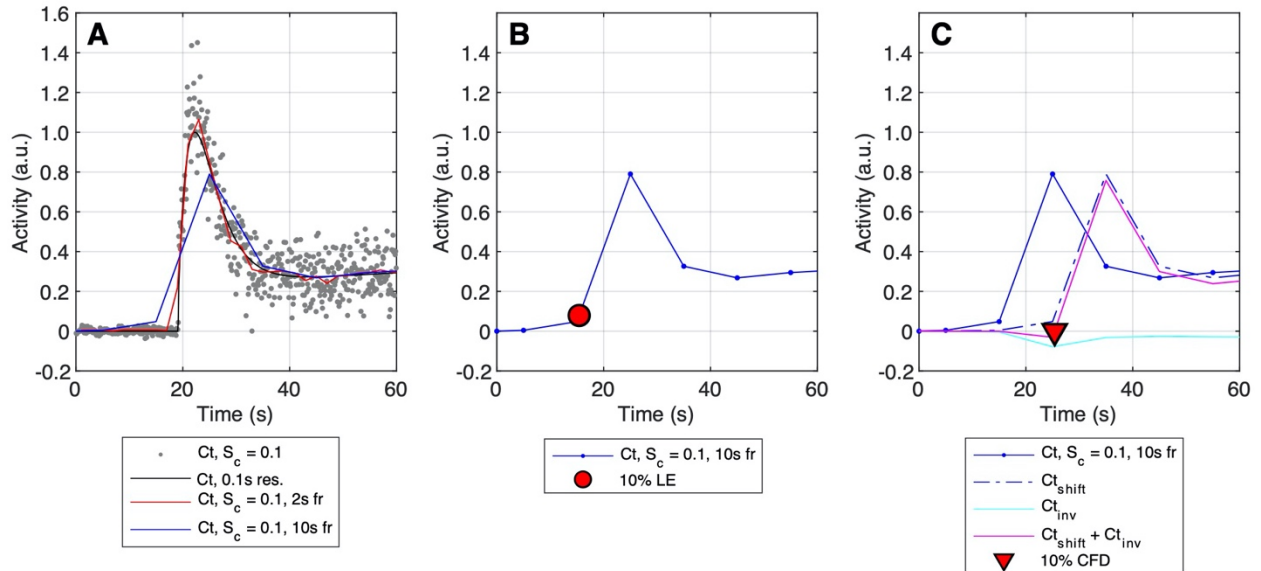 A
1.6
1.4
1.2
1.0
0.8
0.6
0.4
0.2
0
-0.2
Activity (a.u.)
0 20 40 60
Time (s)
Ct, S_c = 0.1
Ct, 0.1s res.
Ct, S_c = 0.1, 2s fr
Ct, S_c = 0.1, 10s fr
B
1.4
1.2
1.0
0.8
0.6
0.4
0.2
0
-0.2
Activity (a.u.)
0 20 40 60
Time (s)
Ct, S_c = 0.1, 10s fr
10% LE
C
1.4
1.2
1.0
0.8
0.6
0.4
0.2
0
-0.2
Activity (a.u.)
0 20 40 60
Time (s)
Ct, S_c = 0.1, 10s fr
Ct_shift
Ct_inv
Ct_shift + Ct_inv
10% CFD